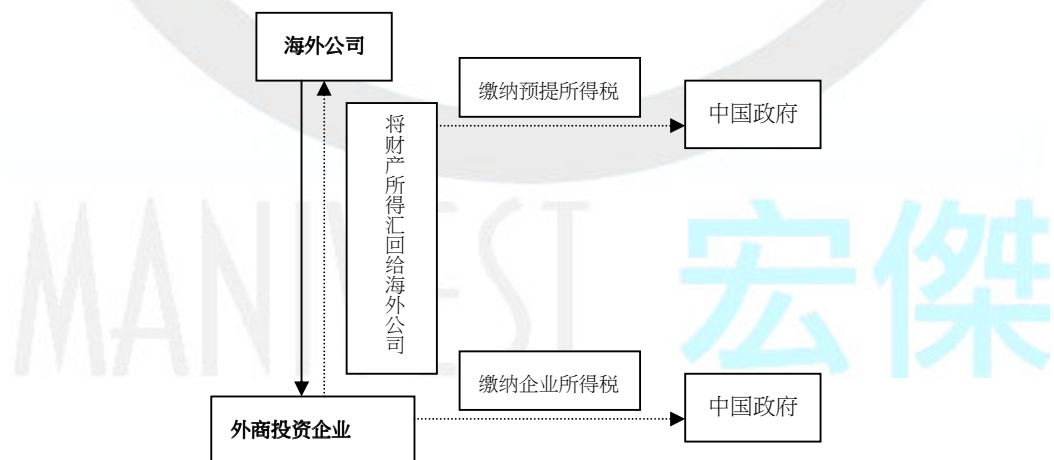 海外公司
缴纳预提所得税
中国政府
将财产所得汇回给海外公司
MANIVEST 宏傑
缴纳企业所得税
中国政府
外商投资企业